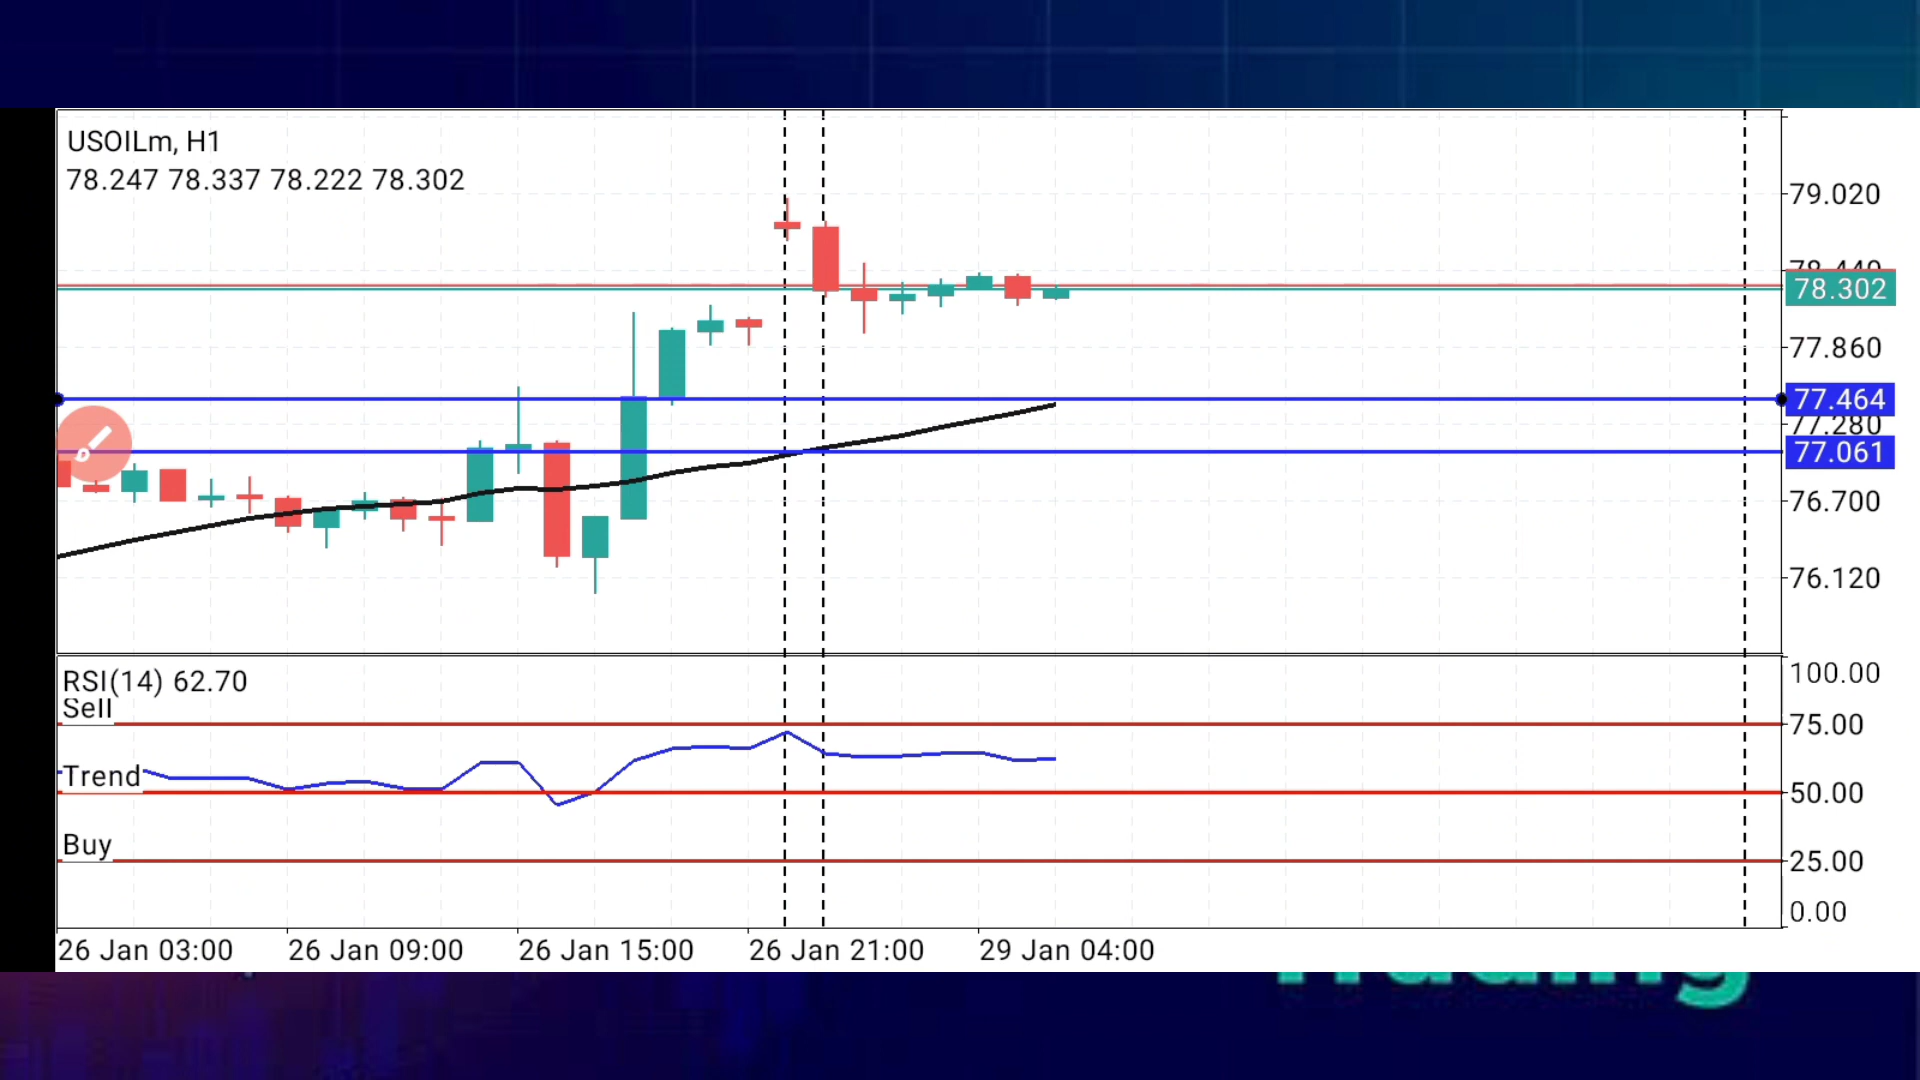 USOILm, H1
78.247 78.337 78.222 78.302
79.020
78.302
77.860
77.464
77.280
77.061
76.700
76.120
RSI(14) 62.70
Sell
Trend
Buy
100.00
75.00
50.00
25.00
0.00
26 Jan 03:00 26 Jan 09:00 26 Jan 15:00 26 Jan 21:00 29 Jan 04:00